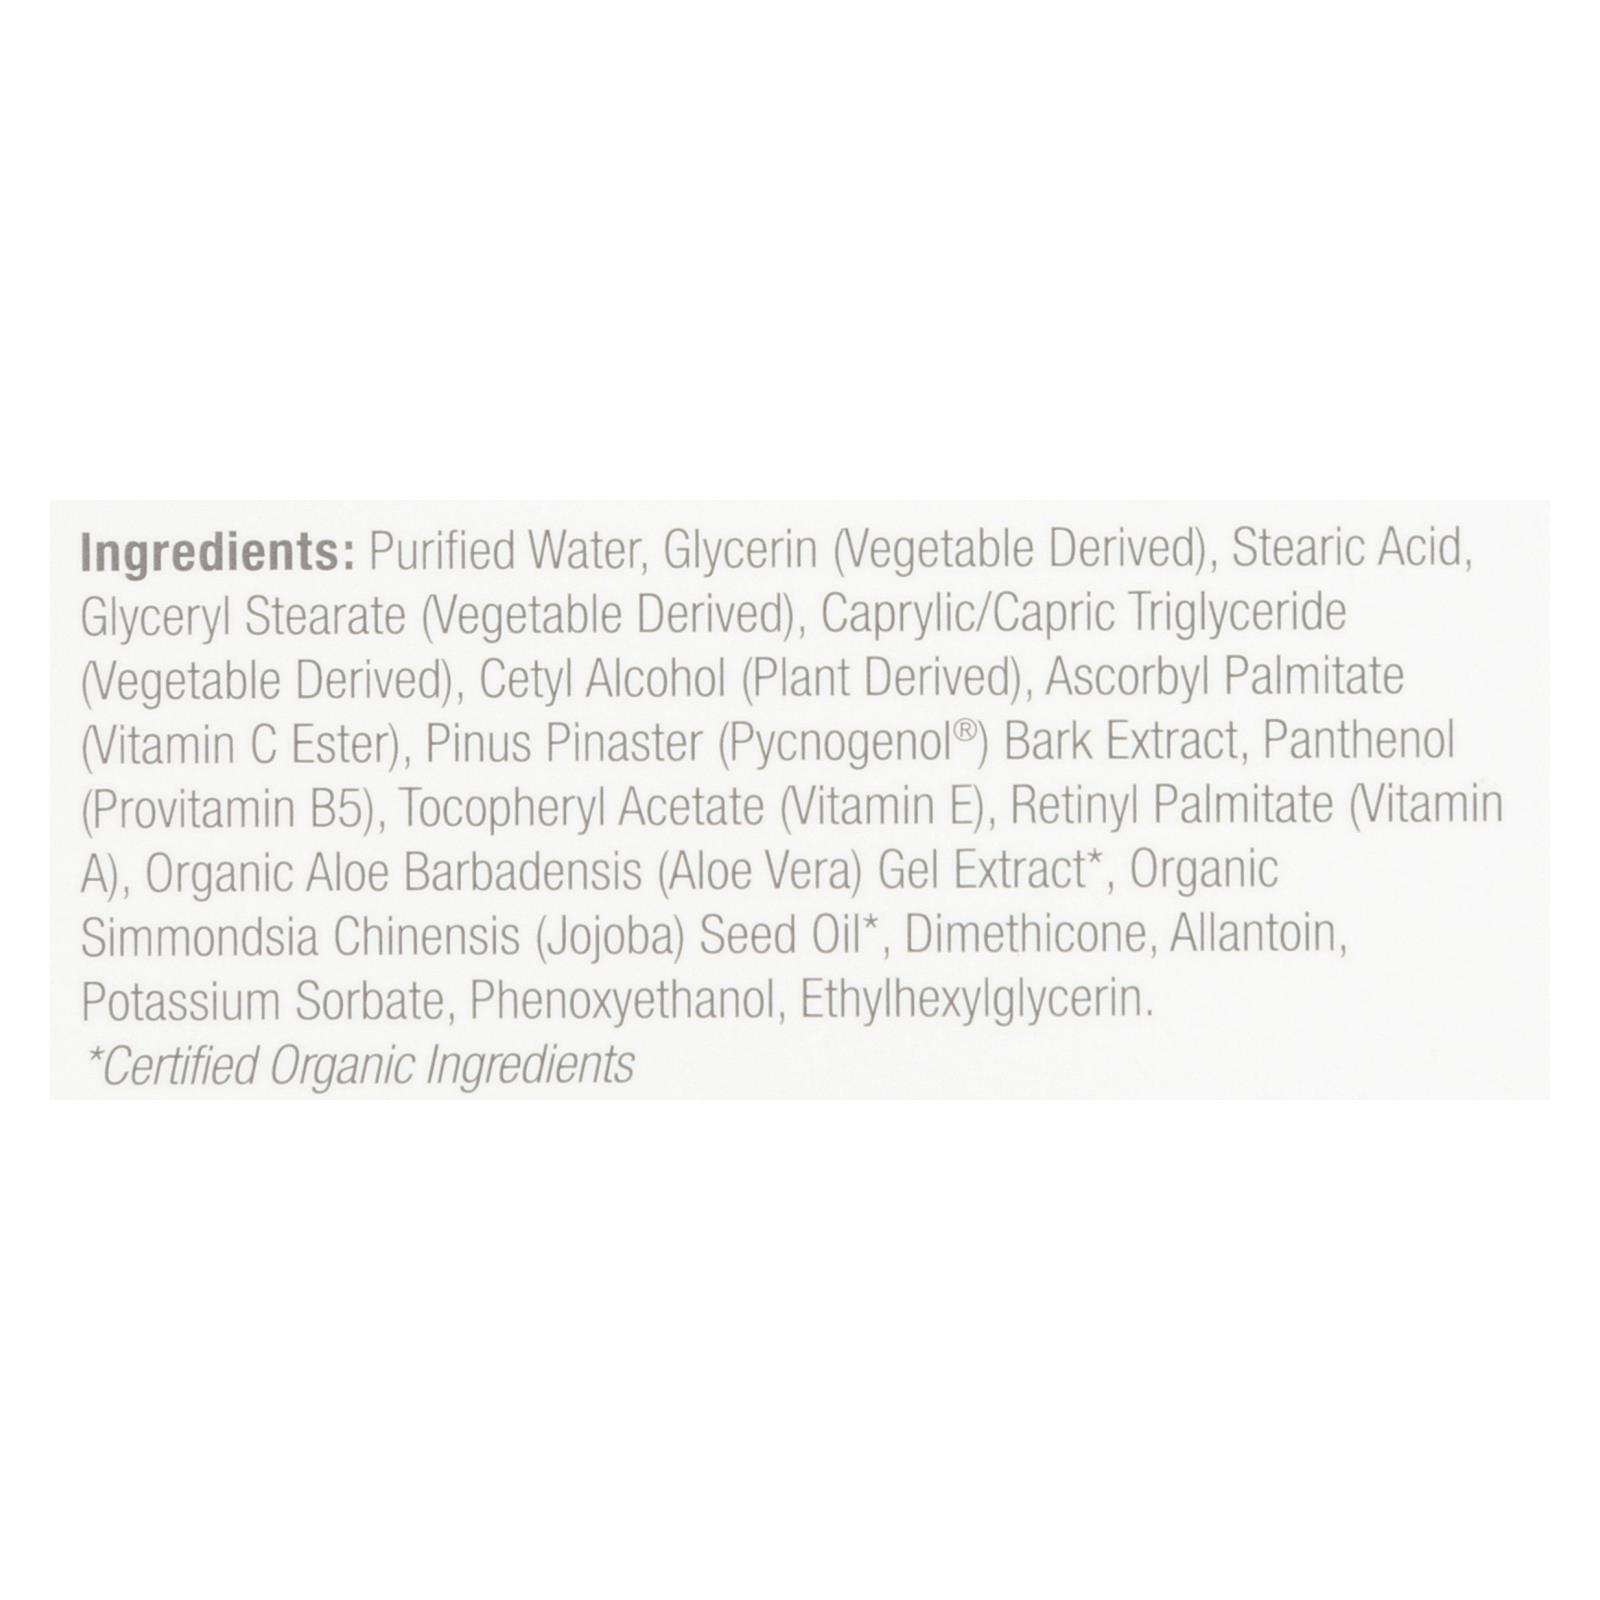 Ingredients: Purified Water, Glycerin (Vegetable Derived), Stearic Acid,
Glyceryl Stearate (Vegetable Derived), Caprylic/Capric Triglyceride
(Vegetable Derived), Cetyl Alcohol (Plant Derived), Ascorbyl Palmitate
(Vitamin C Ester), Pinus Pinaster (Pycnogenol®) Bark Extract, Panthenol
(Provitamin B5), Tocopheryl Acetate (Vitamin E), Retinyl Palmitate (Vitamin
A), Organic Aloe Barbadensis (Aloe Vera) Gel Extract*, Organic
Simmondsia Chinensis (Jojoba) Seed Oil*, Dimethicone, Allantoin,
Potassium Sorbate, Phenoxyethanol, Ethylhexylglycerin.
*Certified Organic Ingredients